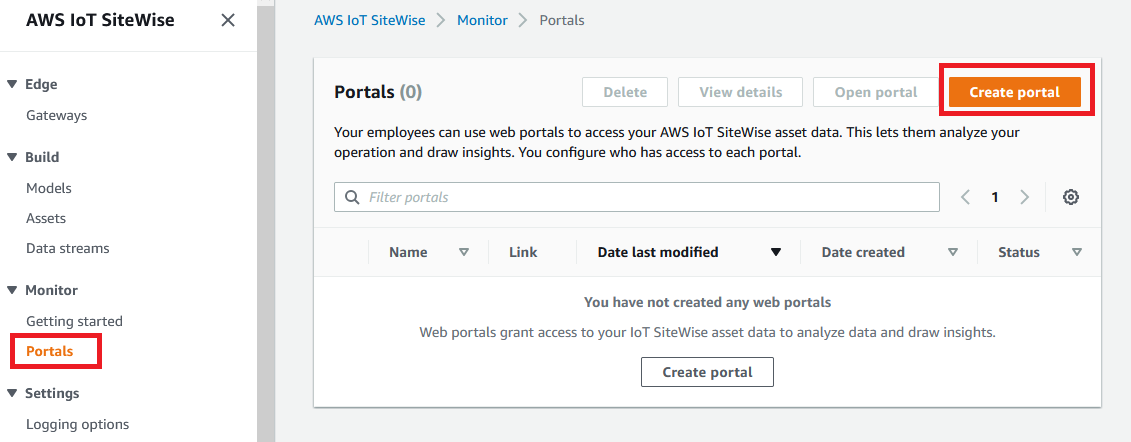 AWS IoT SiteWise
Edge
Gateways
Build
Models
Assets
Data streams
Monitor
Getting started
Portals
Settings
Logging options
AWS IoT SiteWise > Monitor > Portals
Portals (0)
Delete
View details
Open portal
Create portal
Your employees can use web portals to access your AWS IoT SiteWise asset data. This lets them analyze your
operation and draw insights. You configure who has access to each portal.
Filter portals
1
Name
Link
Date last modified
Date created
Status
You have not created any web portals
Web portals grant access to your IoT SiteWise asset data to analyze data and draw insights.
Create portal